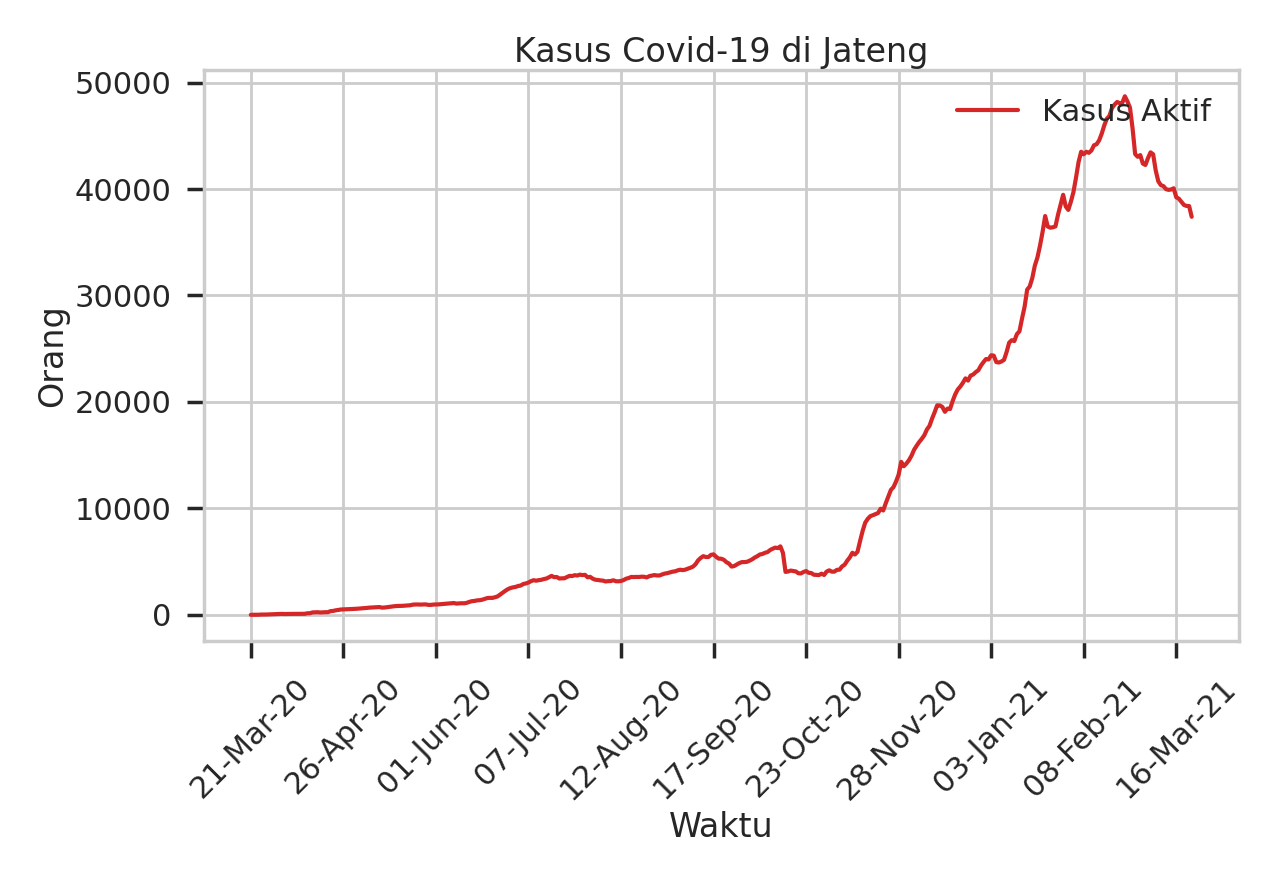 Kasus Covid-19 di Jateng
Kasus Aktif
Orang
50000
40000
30000
20000
10000
0
21-Mar-20
26-Apr-20
01-Jun-20
07-Jul-20
12-Aug-20
17-Sep-20
23-Oct-20
28-Nov-20
03-Jan-21
08-Feb-21
16-Mar-21
Waktu